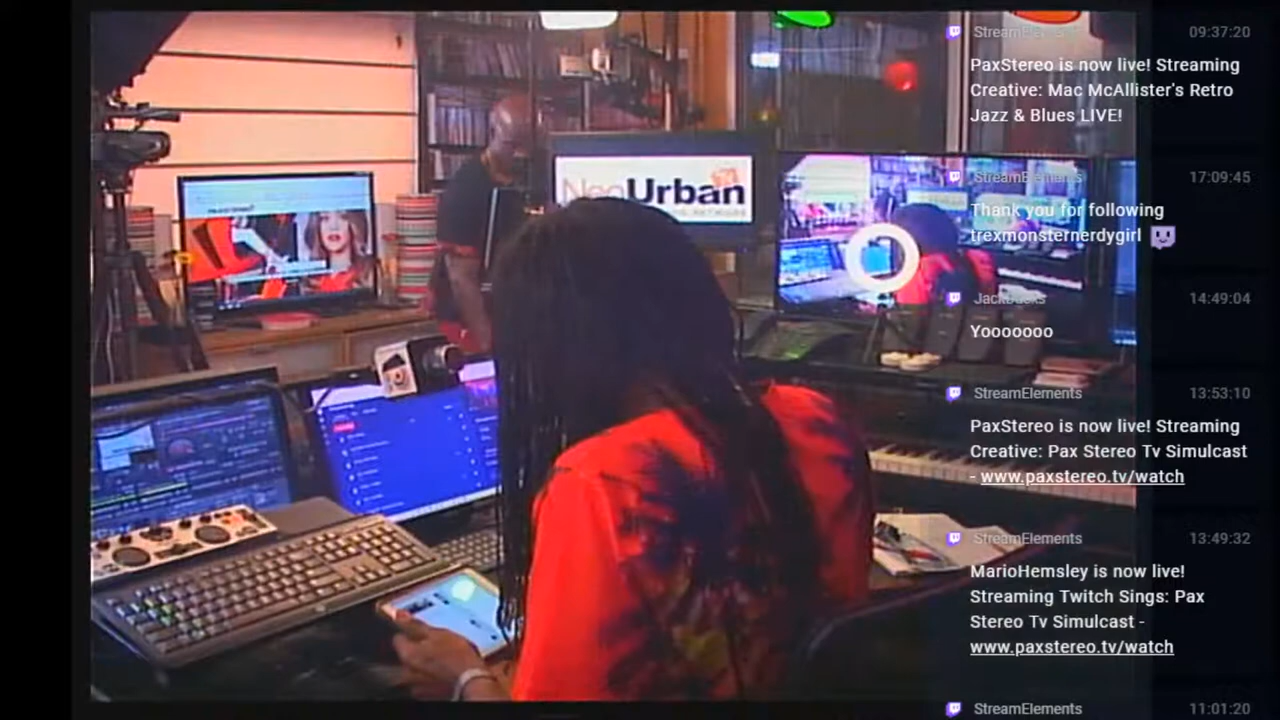 StreamElements 09:37:20
PaxStereo is now live! Streaming
Creative: Mac McAllister's Retro
Jazz & Blues LIVE!
NeoUrban
StreamElements 17:09:45
Thank you for following
trexmonsternerdygirl
JackDucks 14:49:04
Yooooooo
StreamElements 13:53:10
PaxStereo is now live! Streaming
Creative: Pax Stereo Tv Simulcast
- www.paxstereo.tv/watch
StreamElements 13:49:32
MarioHemsley is now live!
Streaming Twitch Sings: Pax
Stereo Tv Simulcast -
www.paxstereo.tv/watch
StreamElements 11:01:20